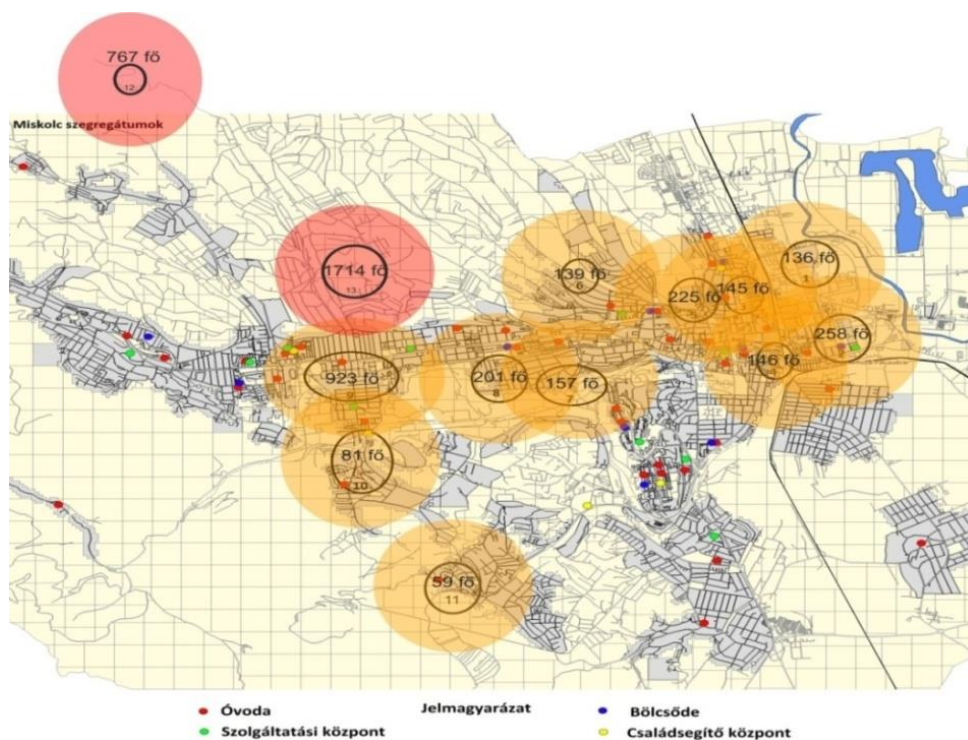 767 fő
12
Miskolc szegregátumok
1714 fő
13
139 fő
6
136 fő
1
145 fő
225 fő
258 fő
146 fő
923 fő
201 fő
8
157 fő
7
81 fő
10
59 fő
11
Jelmagyarázat
Óvoda
Bölcsőde
Szolgáltatási központ
Családsegítő központ